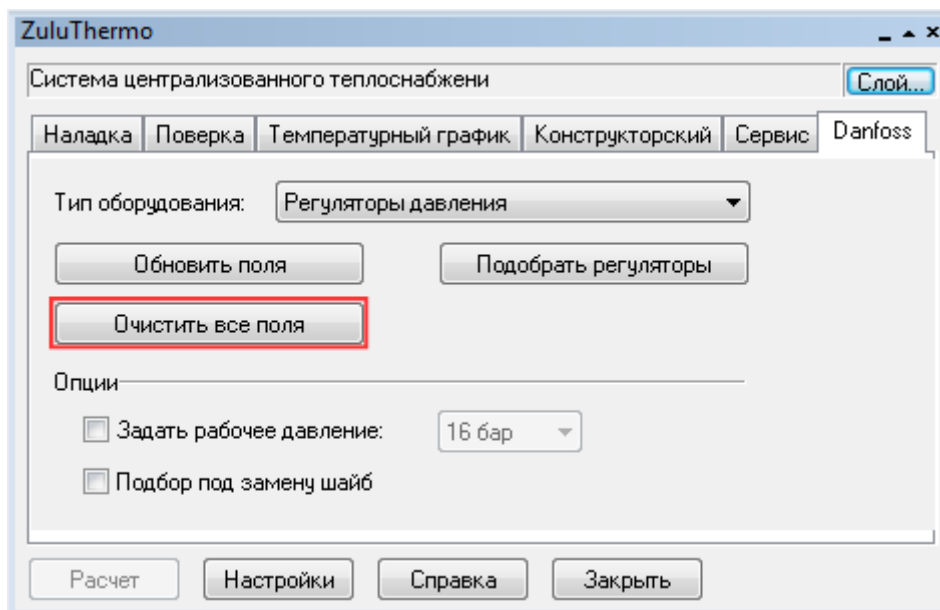 ZuluThermo
Система централизованного теплоснабжени
Слой...
Наладка Поверка Температурный график Конструкторский Сервис Danfoss
Тип оборудования: Регуляторы давления
Обновить поля Подобрать регуляторы
Очистить все поля
Опции
Задать рабочее давление: 16 бар
Подбор под замену шайб
Расчет Настройки Справка Закрыть